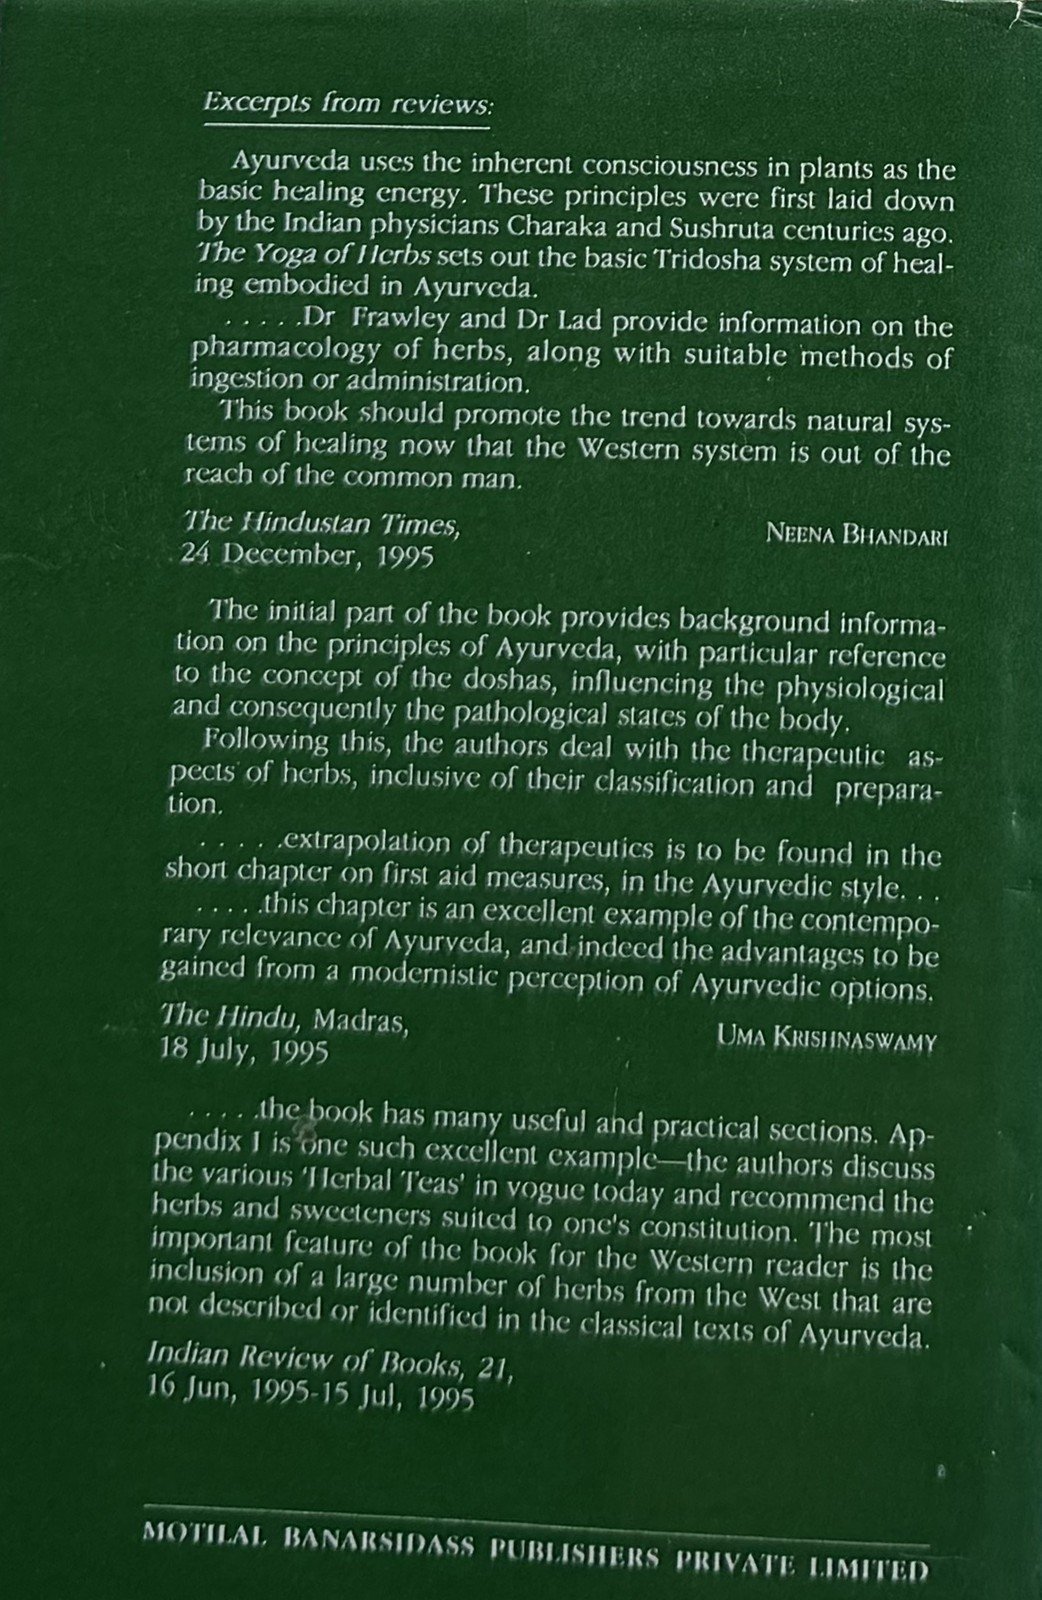 Excerpts from reviews:
Ayurveda uses the inherent consciousness in plants as the
basic healing energy. These principles were first laid down
by the Indian physicians Charaka and Sushruta centuries ago.
The Yoga of Herbs sets out the basic Tridosha system of heal-
ing embodied in Ayurveda.
.....Dr Frawley and Dr Lad provide information on the
pharmacology of herbs, along with suitable methods of
ingestion or administration.
This book should promote the trend towards natural sys-
tems of healing now that the Western system is out of the
reach of the common man.
The Hindustan Times,
24 December, 1995
NEENA BHANDARI
The initial part of the book provides background informa-
tion on the principles of Ayurveda, with particular reference
to the concept of the doshas, influencing the physiological
and consequently the pathological states of the body.
Following this, the authors deal with the therapeutic as-
pects of herbs, inclusive of their classification and prepara-
tion.
.....extrapolation of therapeutics is to be found in the
short chapter on first aid measures, in the Ayurvedic style...
.....this chapter is an excellent example of the contempo-
rary relevance of Ayurveda, and indeed the advantages to be
gained from a modernistic perception of Ayurvedic options.
The Hindu, Madras,
18 July, 1995
UMA KRISHNASWAMY
.....the book has many useful and practical sections. Ap-
pendix I is one such excellent example—the authors discuss
the various 'Herbal Teas' in vogue today and recommend the
herbs and sweeteners suited to one's constitution. The most
important feature of the book for the Western reader is the
inclusion of a large number of herbs from the West that are
not described or identified in the classical texts of Ayurveda.
Indian Review of Books, 21,
16 Jun, 1995-15 Jul, 1995
MOTILAL BANARSIDASS PUBLISHERS PRIVATE LIMITED